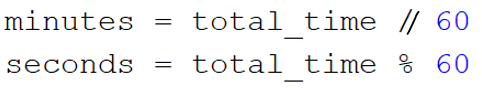 minutes = total_time // 60
seconds = total_time % 60